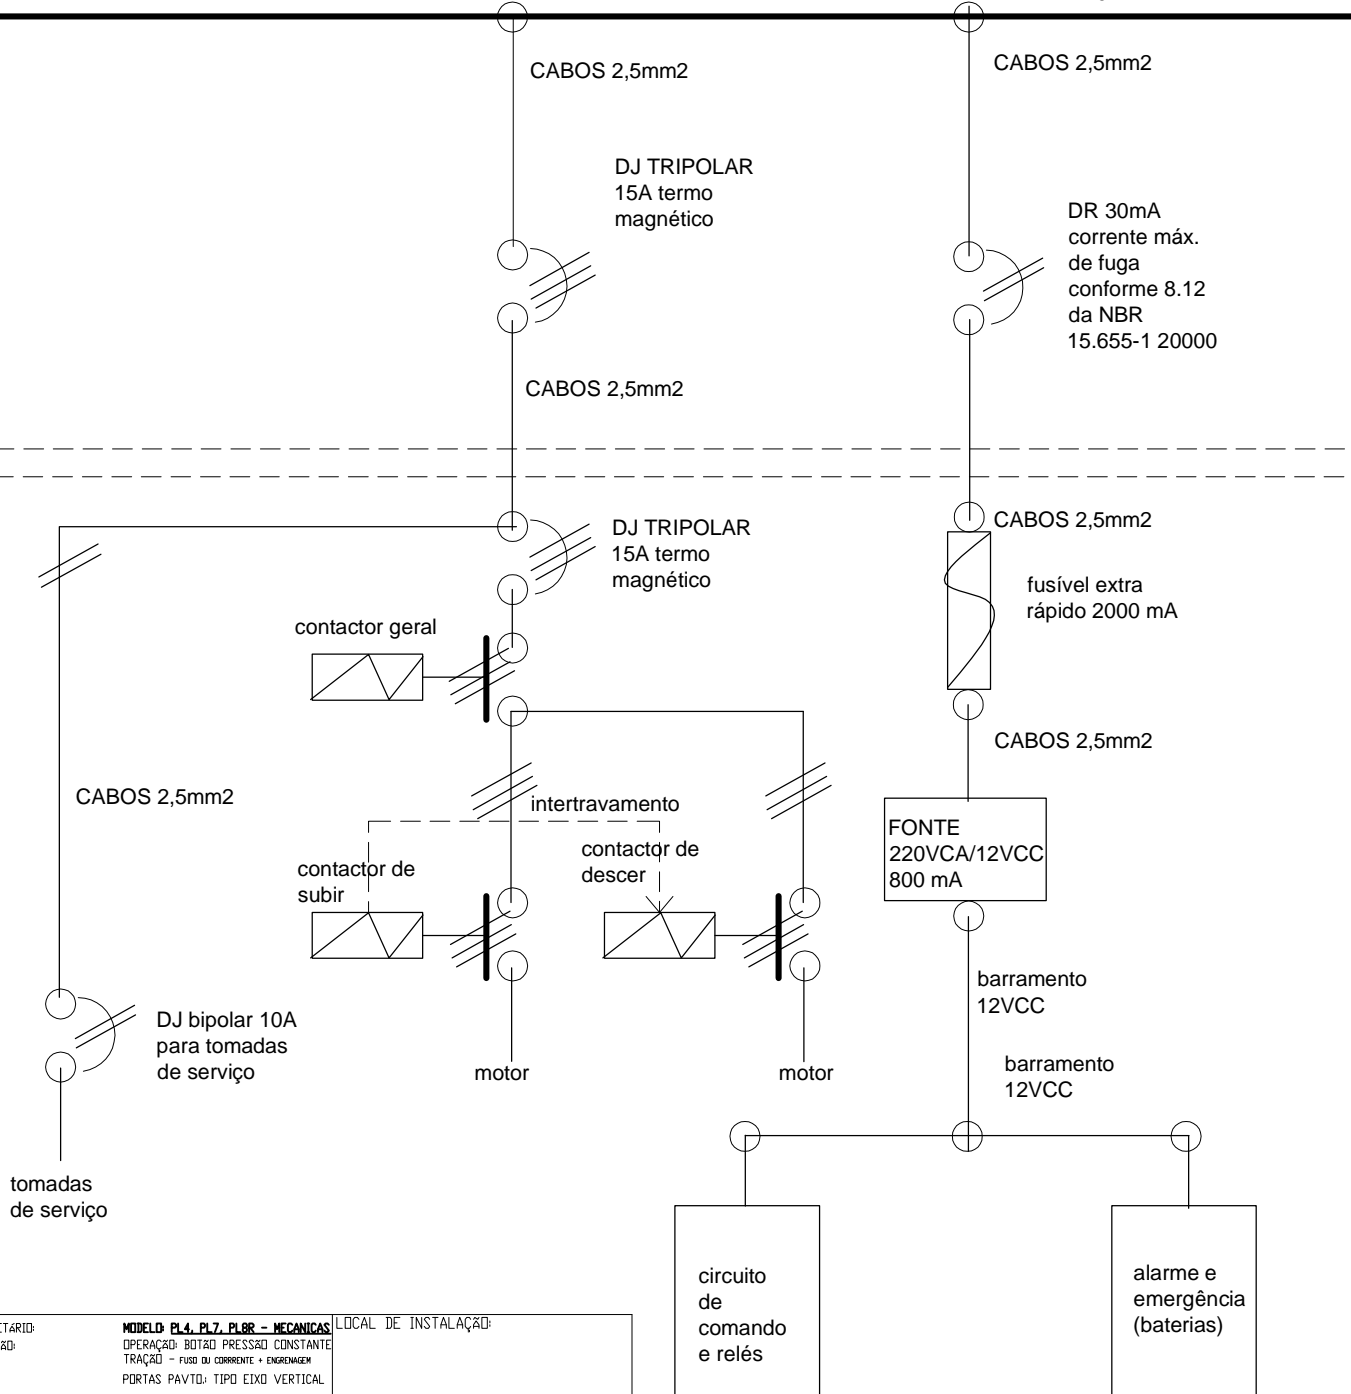 CABOS 2,5mm2
CABOS 2,5mm2
DJ TRIPOLAR
15A termo
magnético
DR 30mA
corrente máx.
de fuga
conforme 8.12
da NBR
15.655-1 20000
CABOS 2,5mm2
DJ TRIPOLAR
15A termo
magnético
CABOS 2,5mm2
fusível extra
rápido 2000 mA
contactor geral
CABOS 2,5mm2
CABOS 2,5mm2
intertravamento
contactor de
subir
contactor de
descer
FONTE
220VCA/12VCC
800 mA
barramento
12VCC
DJ bipolar 10A
para tomadas
de serviço
motor
motor
barramento
12VCC
tomadas
de serviço
circuito
de
comando
e relés
alarme e
emergência
(baterias)
MODELO: PL4, PL7, PL8R - MECANICAS
OPERAÇÃO: BOTÃO PRESSÃO CONSTANTE
TRAÇÃO - FUSO OU CORRRENTE + ENGRENAGEM
PORTAS PAVTO.: TIPO EIXO VERTICAL
LOCAL DE INSTALAÇÃO: